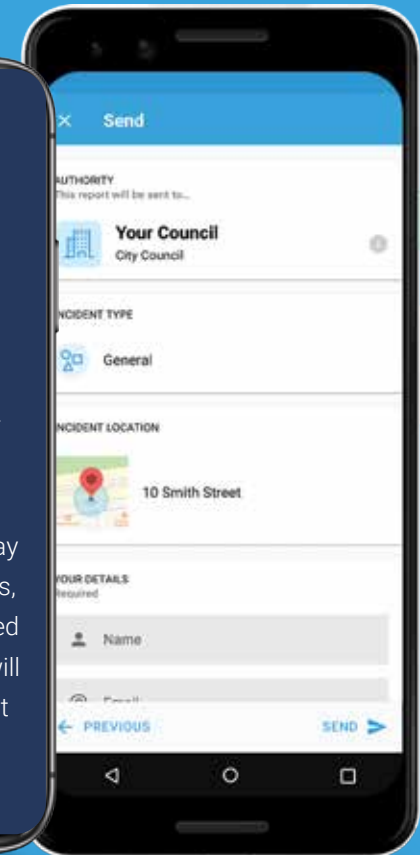 Send
AUTHORITY
This report will be sent to...
Your Council
City Council
INCIDENT TYPE
General
INCIDENT LOCATION
10 Smith Street
YOUR DETAILS
Required
Name
PREVIOUS
SEND